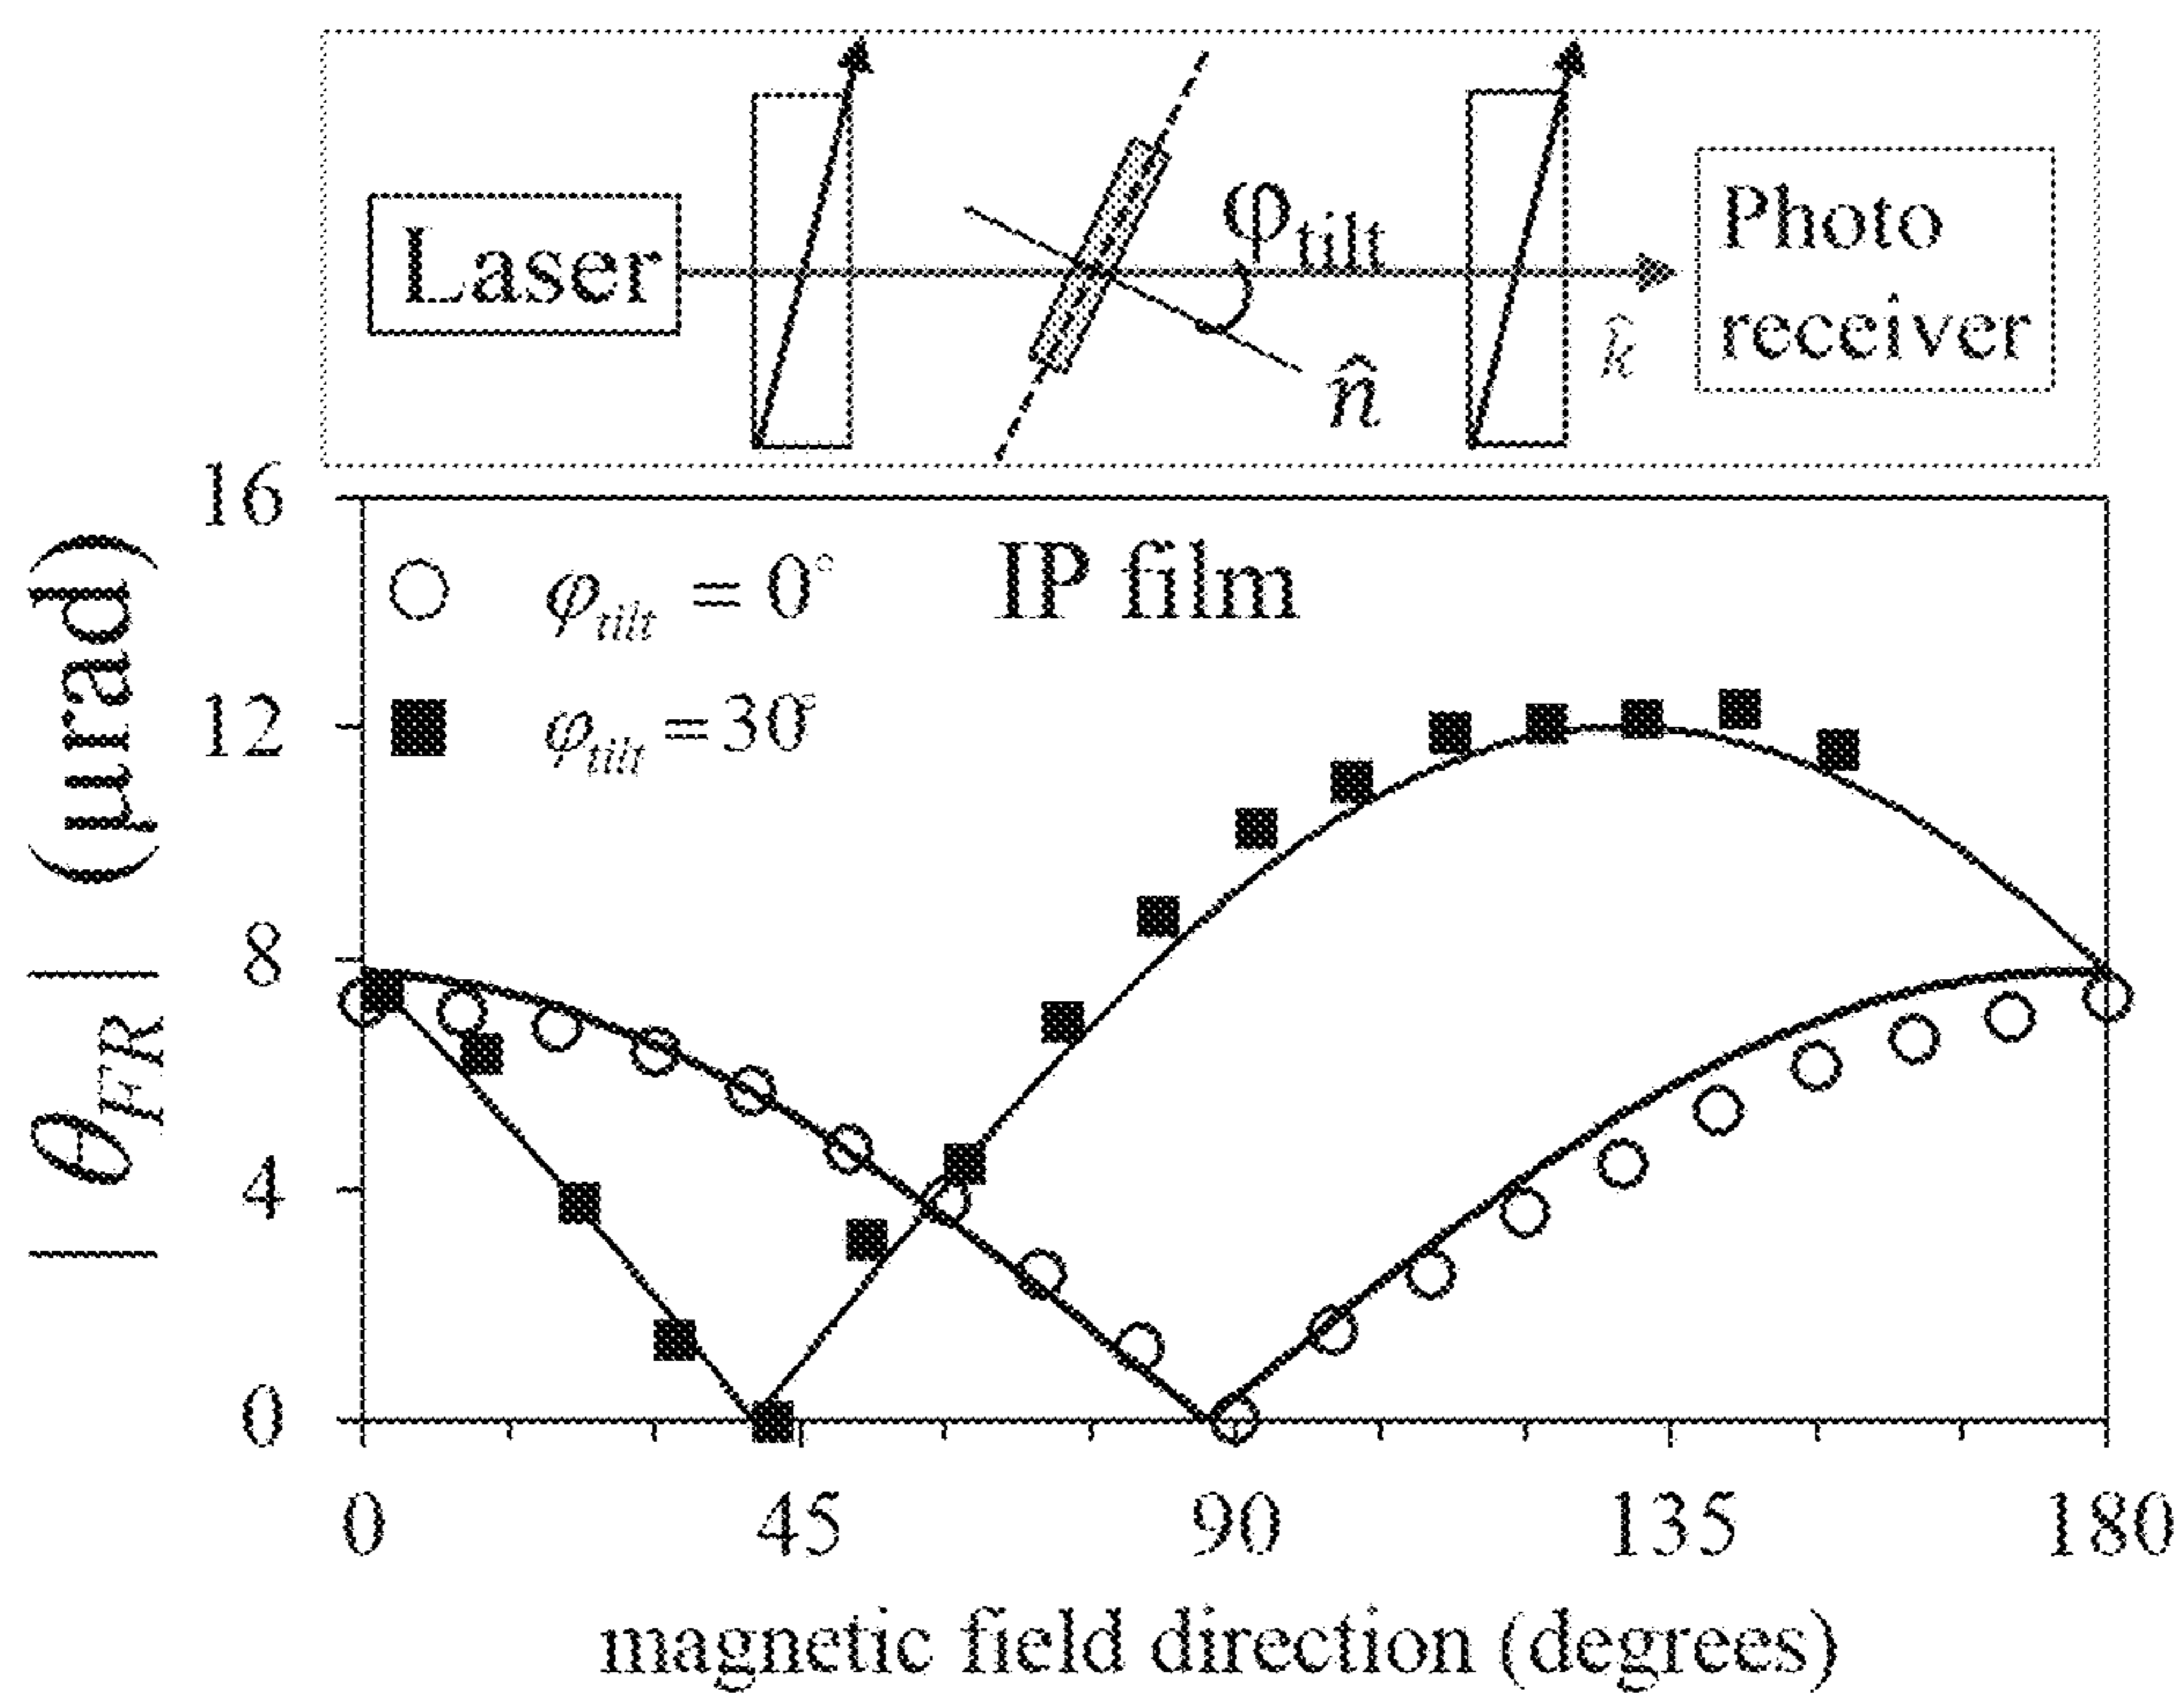 Laser
φtilt
n̂
k̂
Photo
receiver
16
12
8
4
0
| θFR | (μrad)
φtilt = 0°
IP film
φtilt = 30°
0 45 90 135 180
magnetic field direction (degrees)